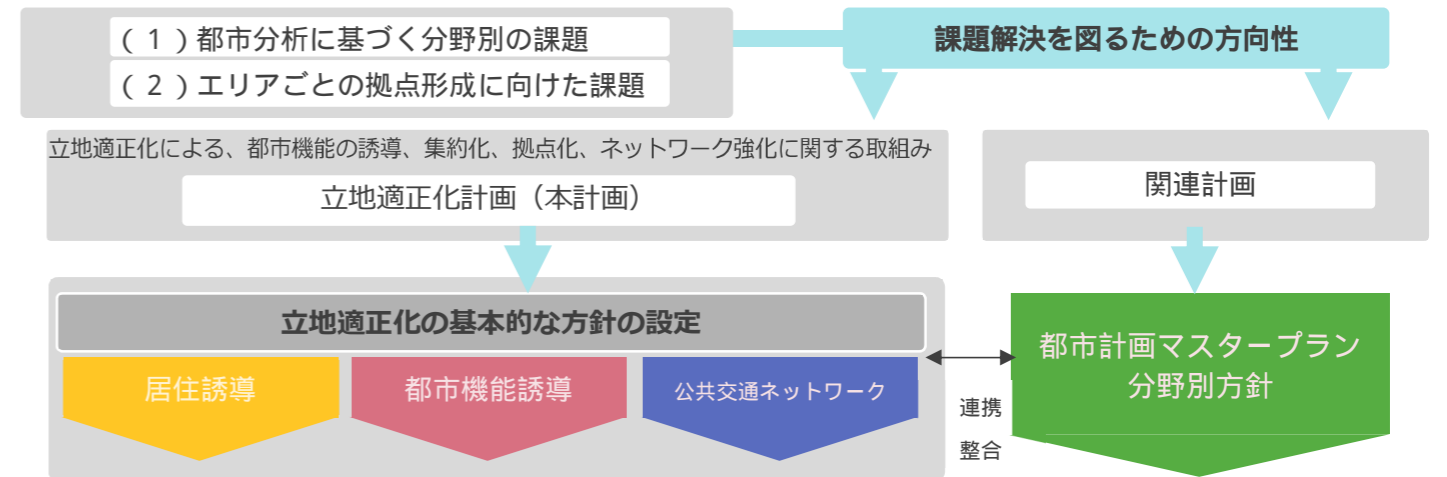 (1)都市分析に基づく分野別の課題
(2)エリアごとの拠点形成に向けた課題
課題解決を図るための方向性
立地適正化による、都市機能の誘導、集約化、拠点化、ネットワーク強化に関する取組み
立地適正化計画(本計画)
関連計画
立地適正化の基本的な方針の設定
居住誘導
都市機能誘導
公共交通ネットワーク
連携
整合
都市計画マスタープラン
分野別方針